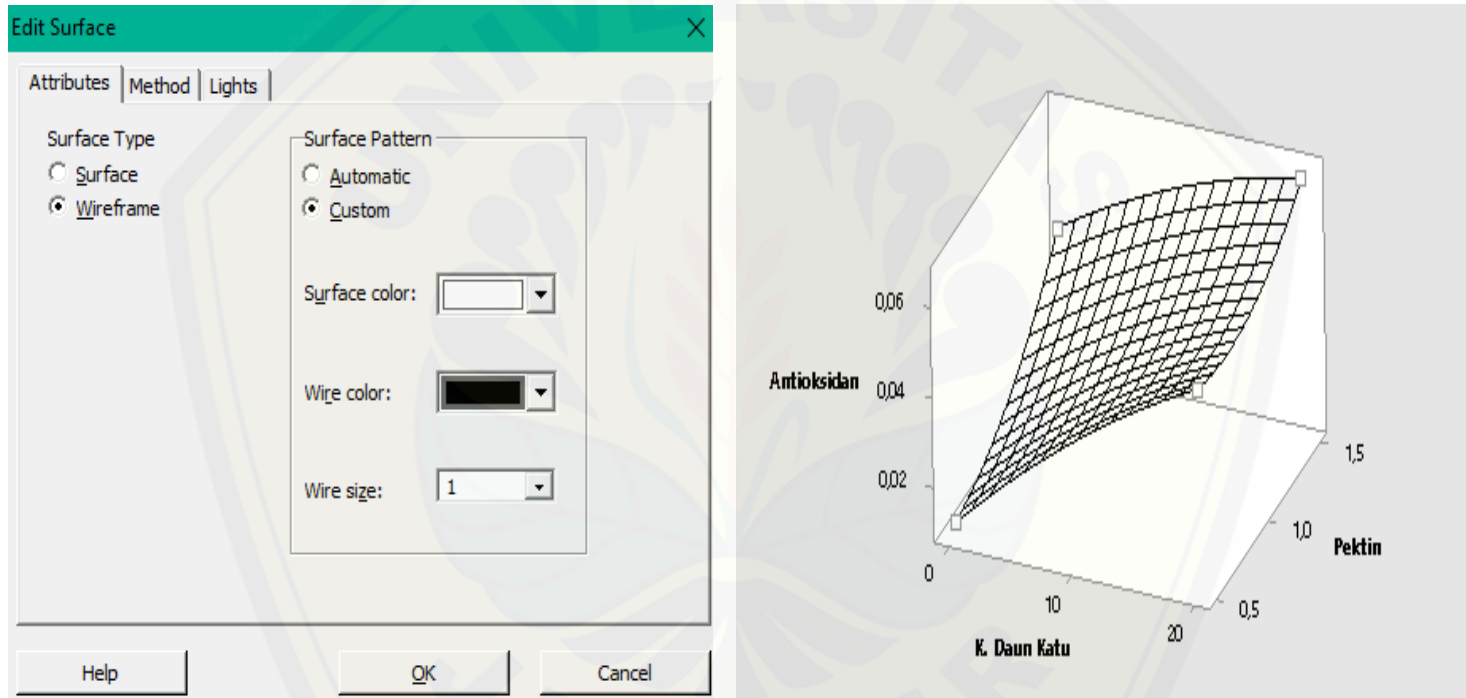 Edit Surface
Attributes Method Lights
Surface Type
Surface
Wireframe
Surface Pattern
Automatic
Custom
Surface color:
Wire color:
Wire size: 1
Help OK Cancel
0,06
Antioksidan 0,04
0,02
0
10
20
K. Daun Katu
0,5
1,0
1,5
Pektin
UNIVERSITAS